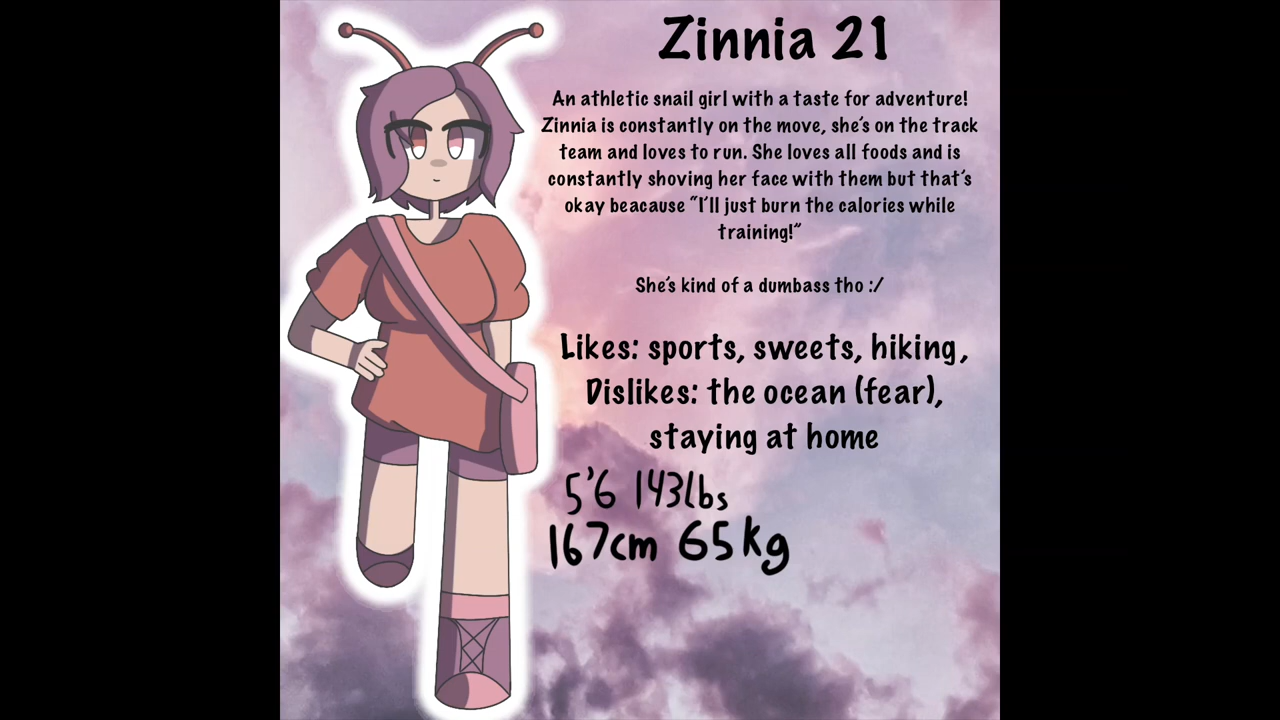 Zinnia 21
An athletic snail girl with a taste for adventure!
Zinnia is constantly on the move, she's on the track
team and loves to run. She loves all foods and is
constantly shoving her face with them but that's
okay beacause "I'll just burn the calories while
training!"
She's kind of a dumbass tho :/
Likes: sports, sweets, hiking,
Dislikes: the ocean (fear),
staying at home
5'6 143lbs
167cm 65kg